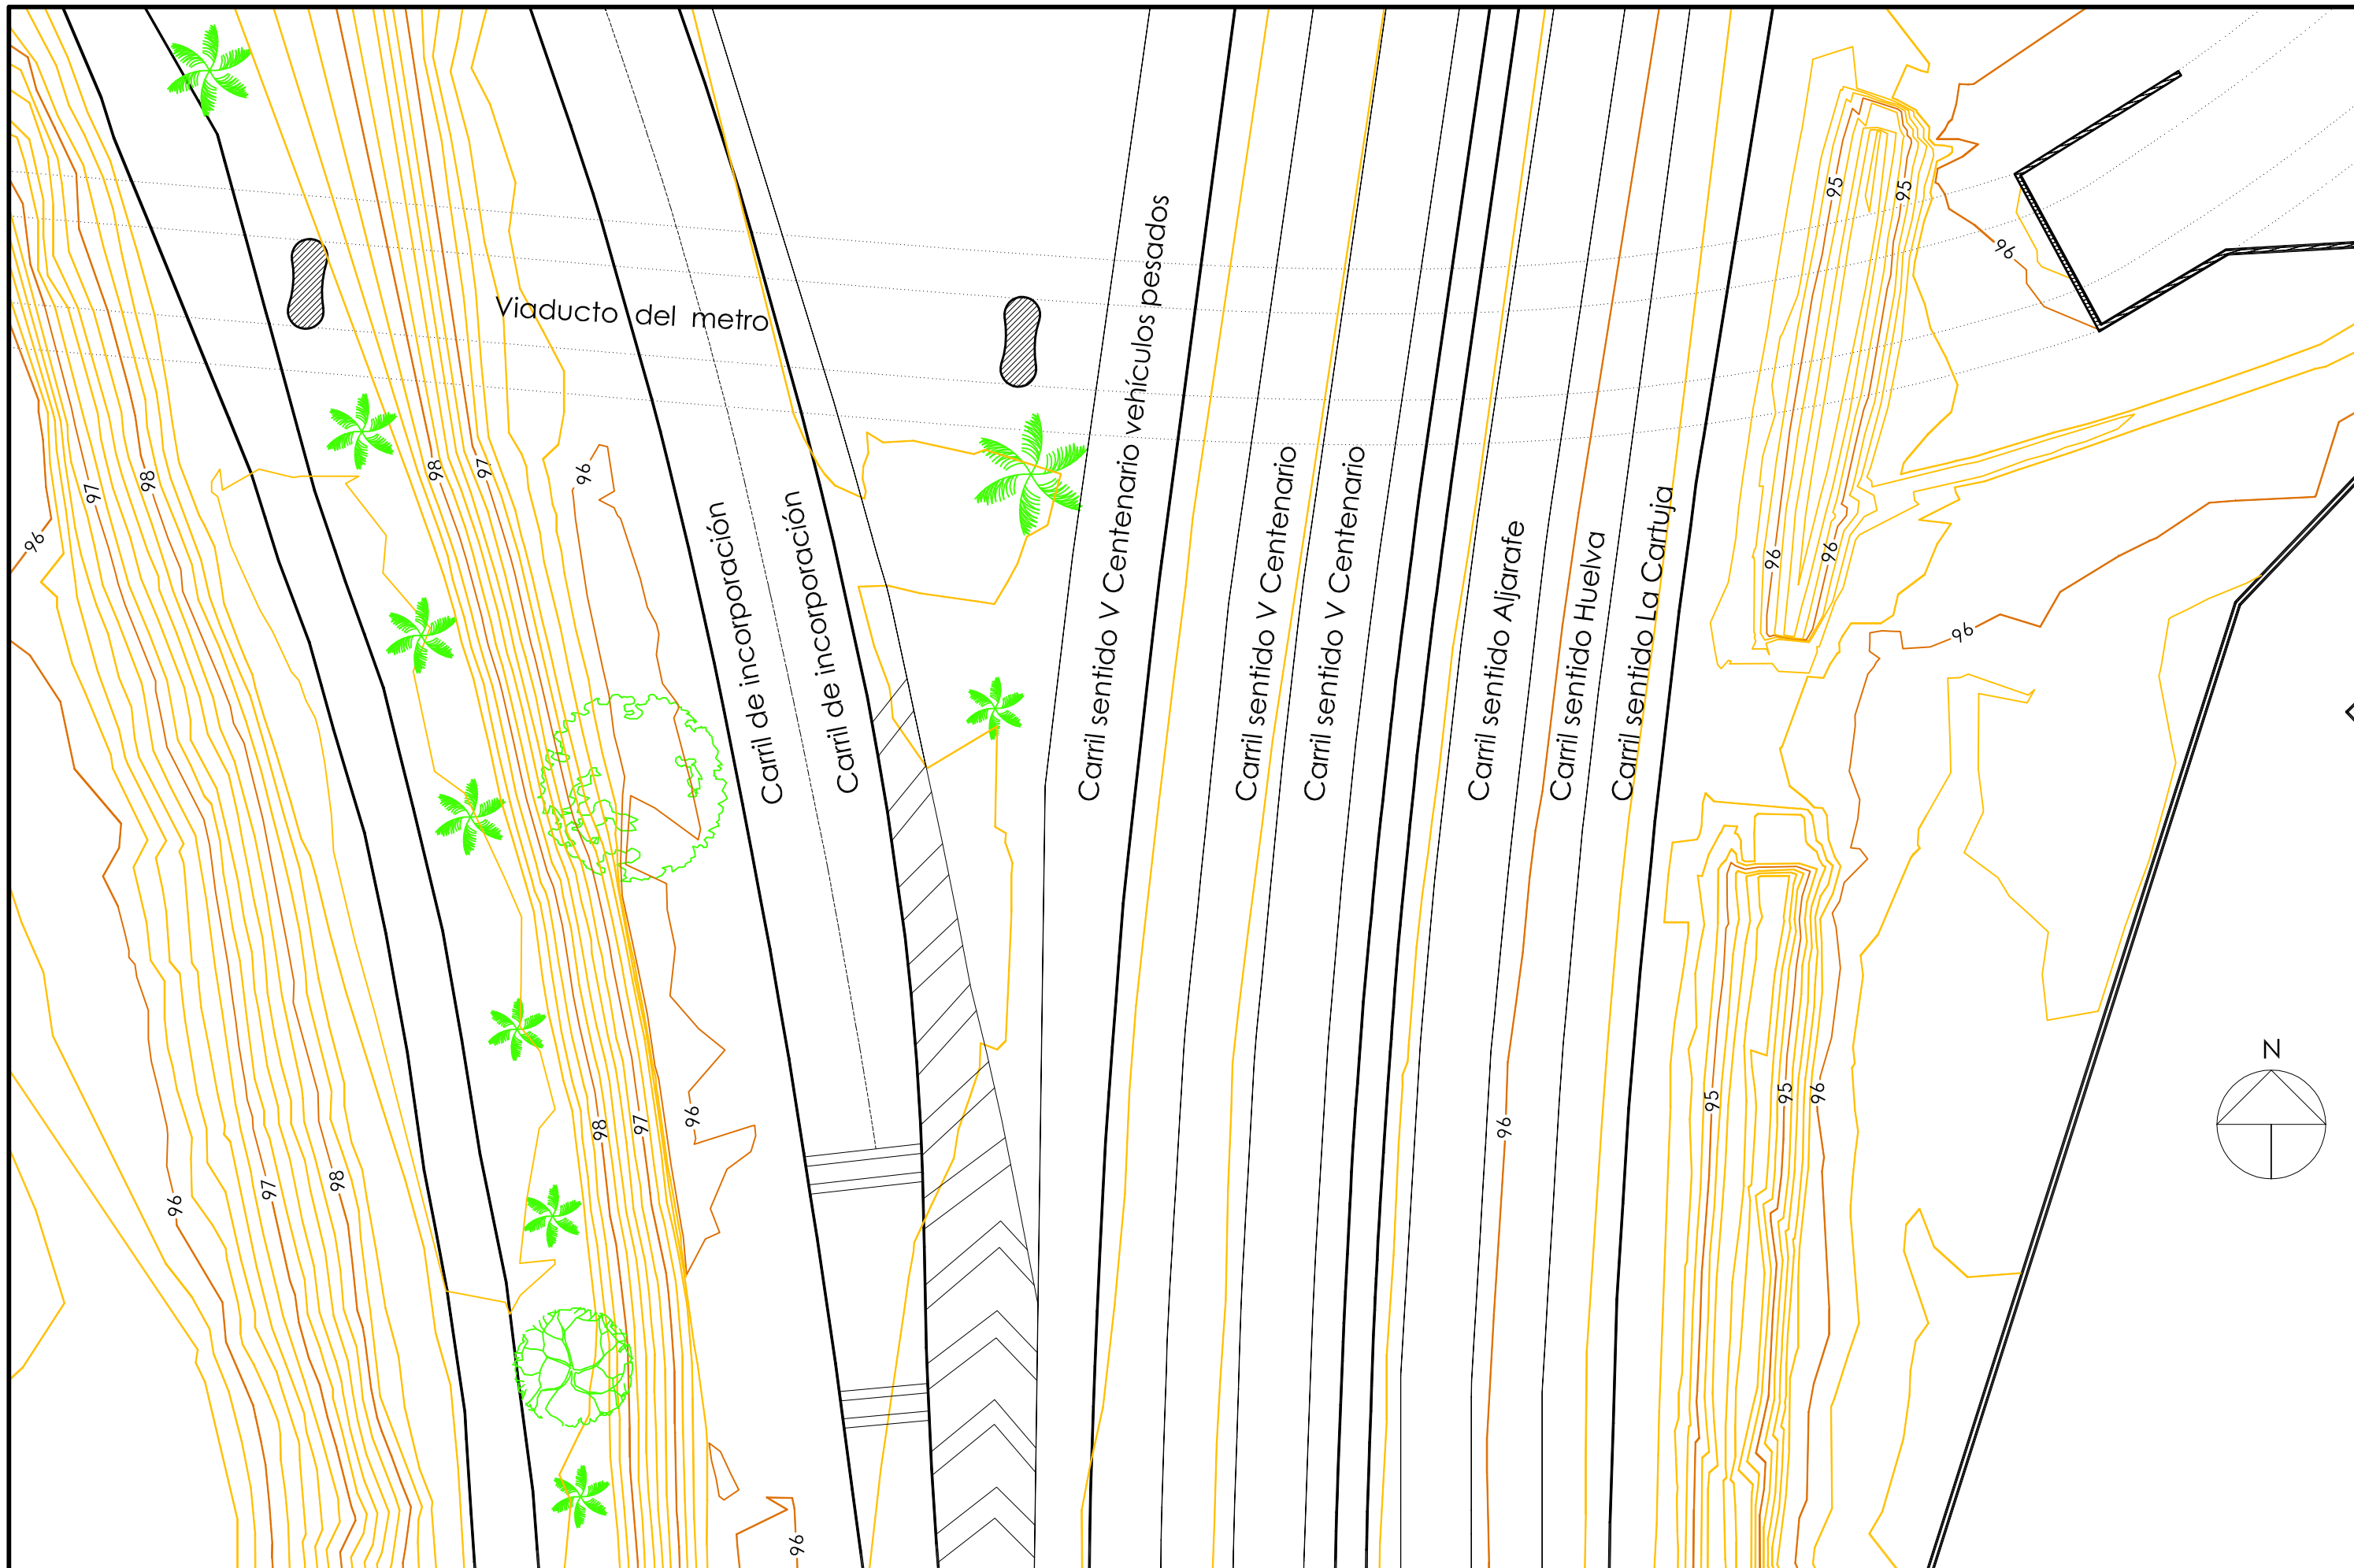 95
95
96
Viaducto del metro
98
97
96
98
97
96
96
96
96
Carril de incorporación
Carril de incorporación
Carril sentido V Centenario vehículos pesados
Carril sentido V Centenario
Carril sentido V Centenario
Carril sentido Aljarafe
Carril sentido Huelva
Carril sentido La Cartuja
N
95
95
96
96
98
97
96
98
97
96
96